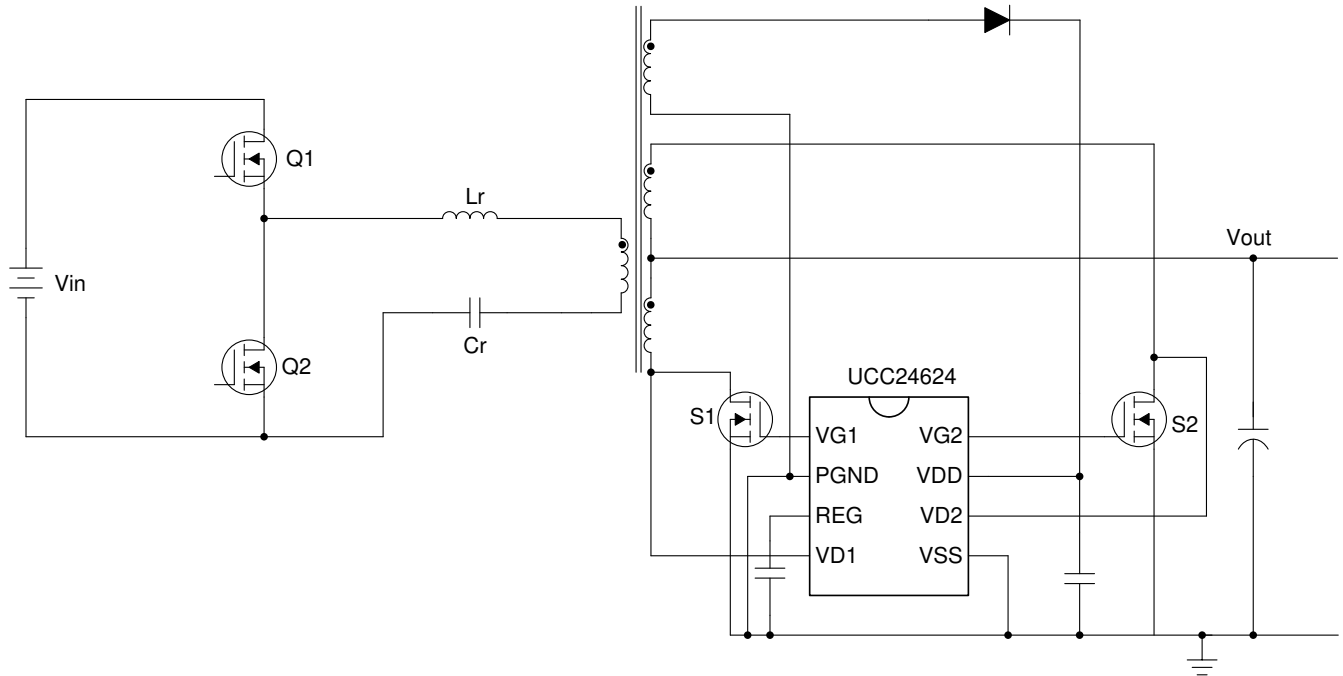 Q1
Lr
Vout
Vin
Cr
Q2
UCC24624
S1
S2
VG1
VG2
PGND
VDD
REG
VD2
VD1
VSS